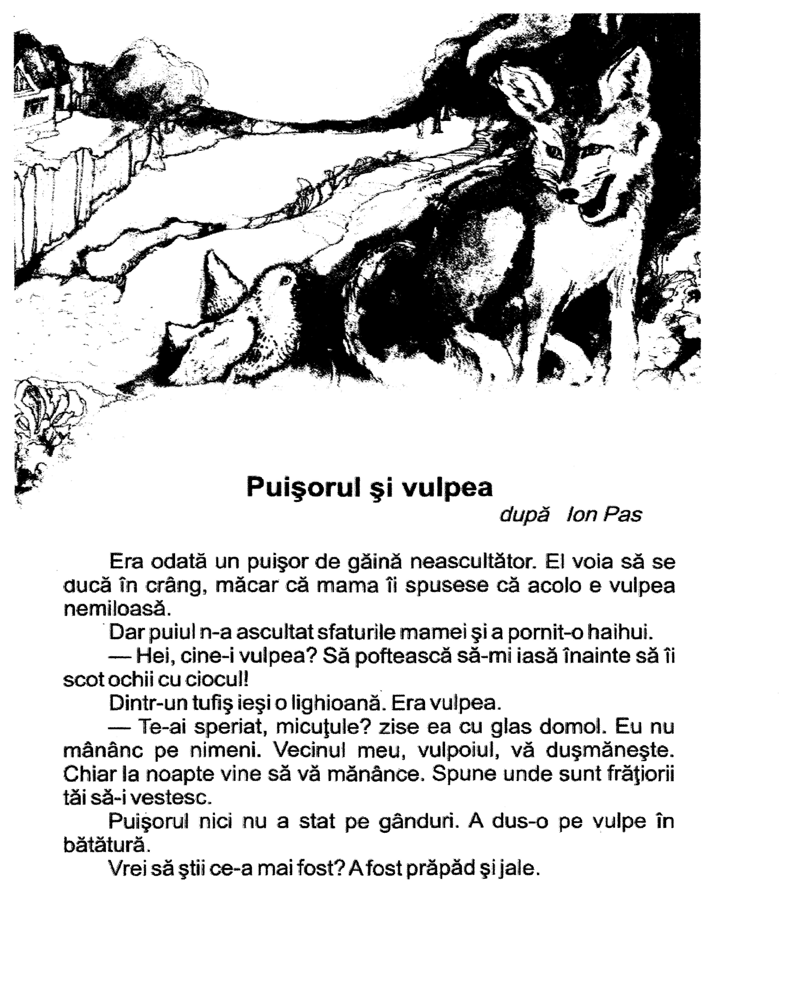 Puişorul şi vulpea
după Ion Pas
Era odată un puişor de găină neascultător. El voia să se
ducă în crâng, măcar că mama îi spusese că acolo e vulpea
nemiloasă.
Dar puiul n-a ascultat sfaturile mamei şi a pornit-o haihui.
— Hei, cine-i vulpea? Să poftească să-mi iasă înainte să îi
scot ochii cu ciocul!
Dintr-un tufiş ieşi o lighioană. Era vulpea.
— Te-ai speriat, micuţule? zise ea cu glas domol. Eu nu
mânânc pe nimeni. Vecinul meu, vulpoiul, vă duşmăneşte.
Chiar la noapte vine să vă mănânce. Spune unde sunt frăţiorii
tăi să-i vestesc.
Puişorul nici nu a stat pe gânduri. A dus-o pe vulpe în
bătătură.
Vrei să ştii ce-a mai fost? A fost prăpăd şi jale.